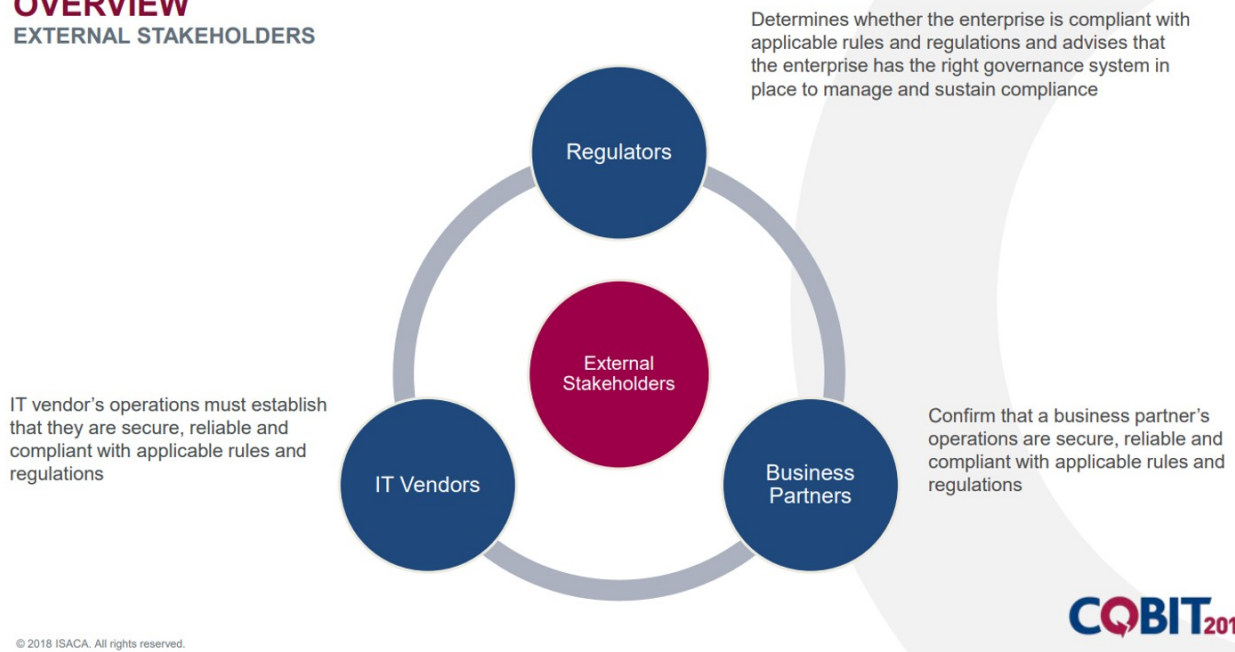 OVERVIEW
EXTERNAL STAKEHOLDERS
Determines whether the enterprise is compliant with
applicable rules and regulations and advises that
the enterprise has the right governance system in
place to manage and sustain compliance
Regulators
External
Stakeholders
IT vendor’s operations must establish
that they are secure, reliable and
compliant with applicable rules and
regulations
IT Vendors
Business
Partners
Confirm that a business partner’s
operations are secure, reliable and
compliant with applicable rules and
regulations
COBIT 201
© 2018 ISACA. All rights reserved.